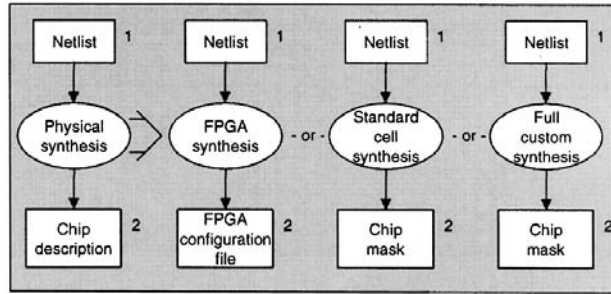 Netlist 1
Netlist 1
Netlist 1
Netlist 1
Physical
synthesis
FPGA
synthesis
- or -
Standard
cell
synthesis
- or -
Full
custom
synthesis
Chip
description
2
FPGA
configuration
file
2
Chip
mask
2
Chip
mask
2